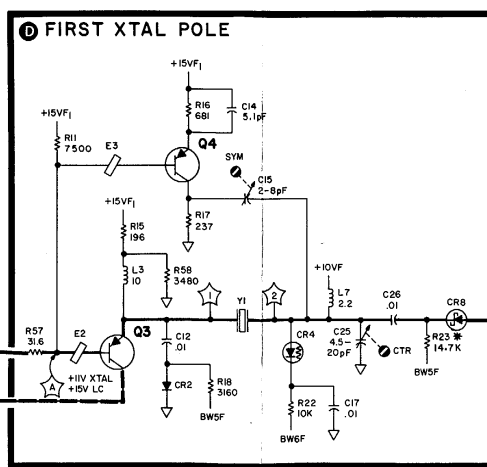 D FIRST XTAL POLE
+15VF1
R16
681
C14
5.1pF
+15VF1
R11
7500
E3
Q4
SYM
C15
2-8pF
+15VF1
R15
196
R17
237
L3
10
R58
3480
+10VF
L7
2.2
1
Y1
2
C26
.01
CR8
R57
31.6
E2
Q3
C12
.01
CR4
C25
4.5-
20pF
CTR
R23 *
14.7K
BW5F
A
+11V XTAL
+15V LC
CR2
R18
3160
BW5F
R22
10K
C17
.01
BW6F